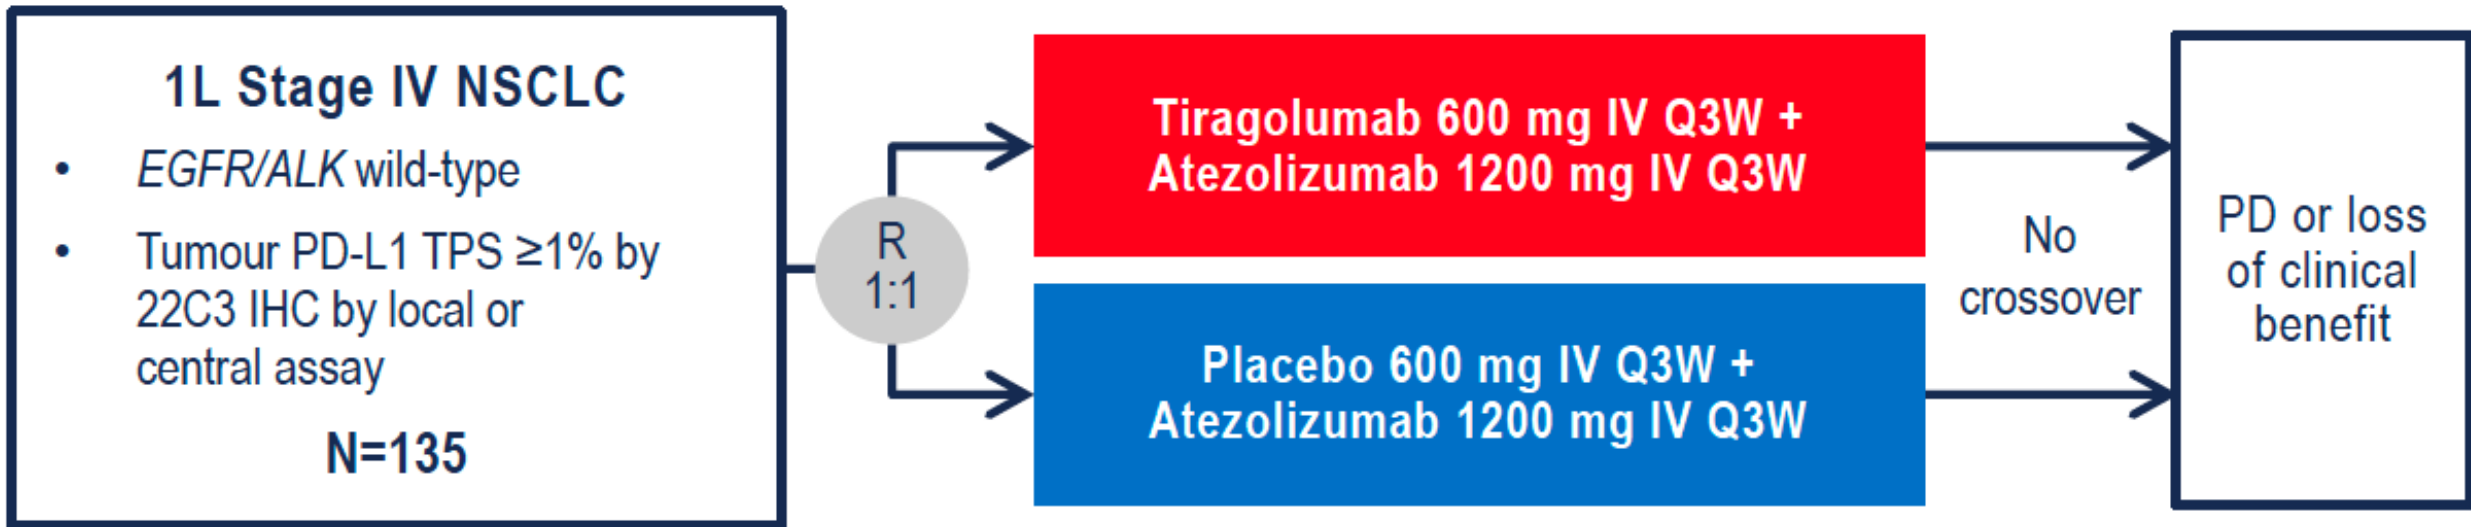 1L Stage IV NSCLC
• EGFR/ALK wild-type
• Tumour PD-L1 TPS ≥1% by
22C3 IHC by local or
central assay
N=135
R
1:1
Tiragolumab 600 mg IV Q3W +
Atezolizumab 1200 mg IV Q3W
Placebo 600 mg IV Q3W +
Atezolizumab 1200 mg IV Q3W
No
crossover
PD or loss
of clinical
benefit